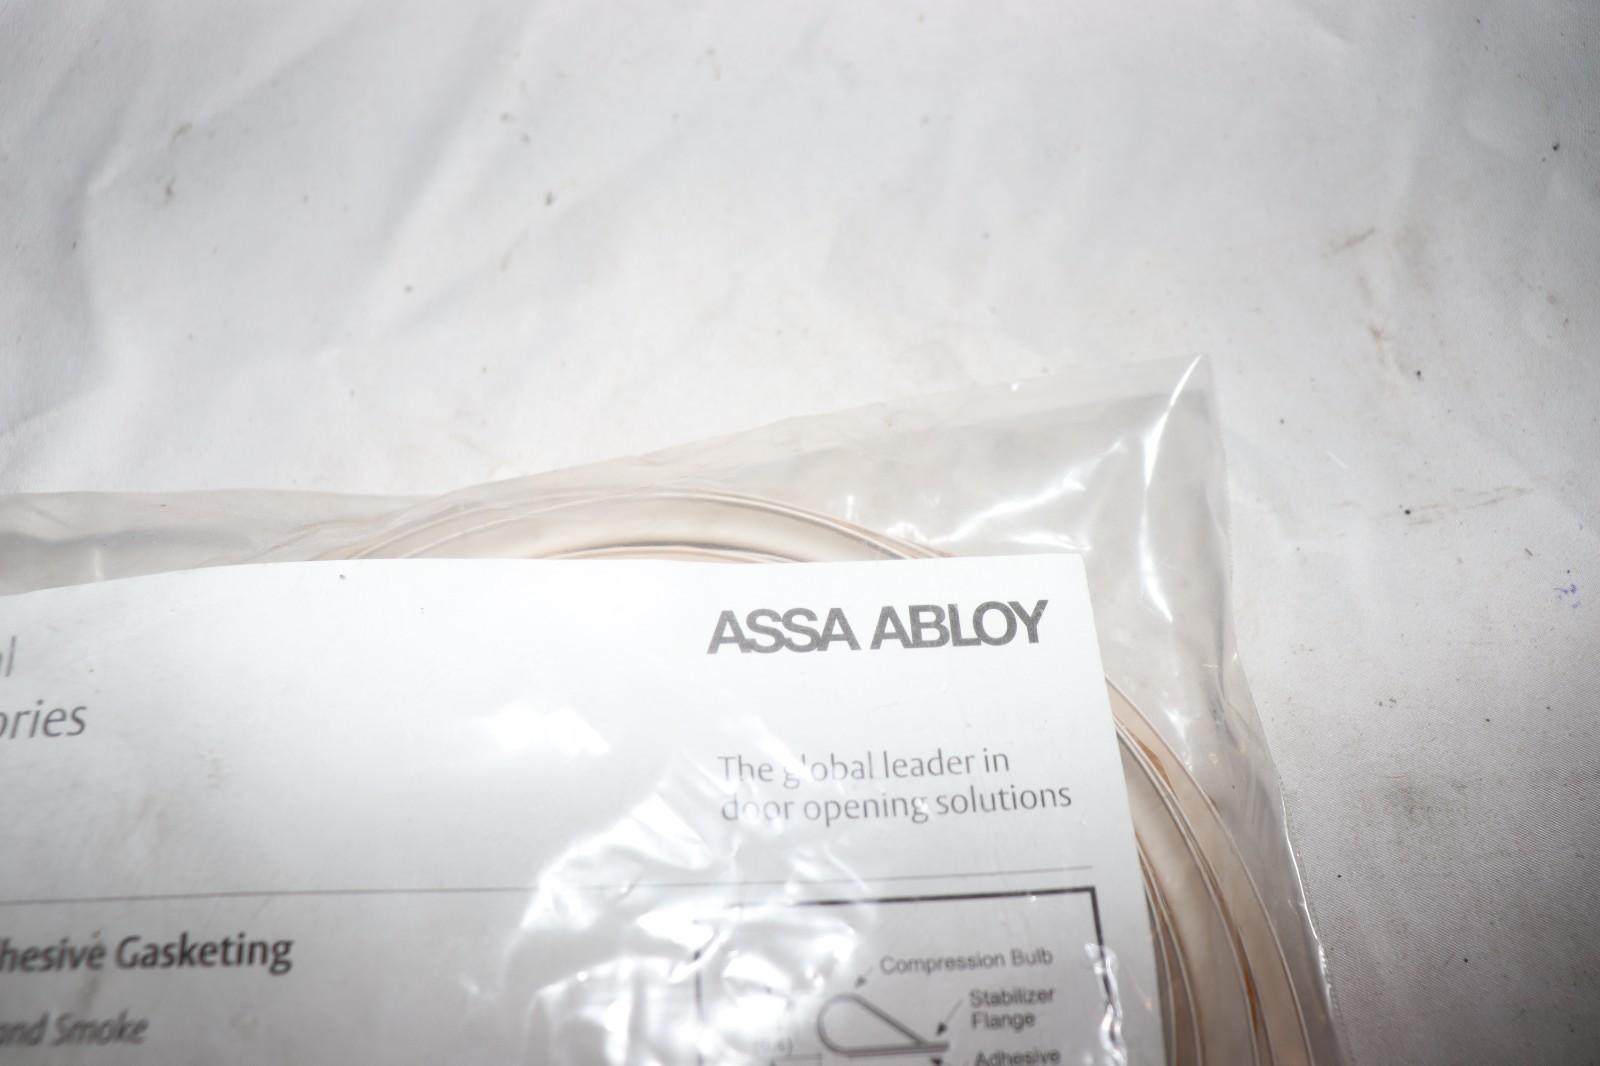 ASSA ABLOY
ories
The global leader in
door opening solutions
hesive Gasketing
and Smoke
Compression Bulb
Stabilizer
Flange
Adhesive